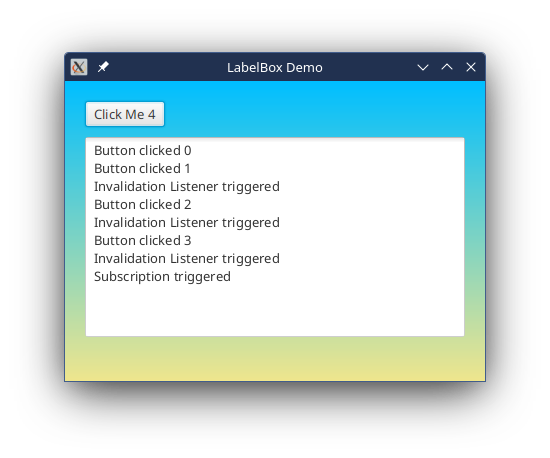 LabelBox Demo
Click Me 4
Button clicked 0
Button clicked 1
Invalidation Listener triggered
Button clicked 2
Invalidation Listener triggered
Button clicked 3
Invalidation Listener triggered
Subscription triggered